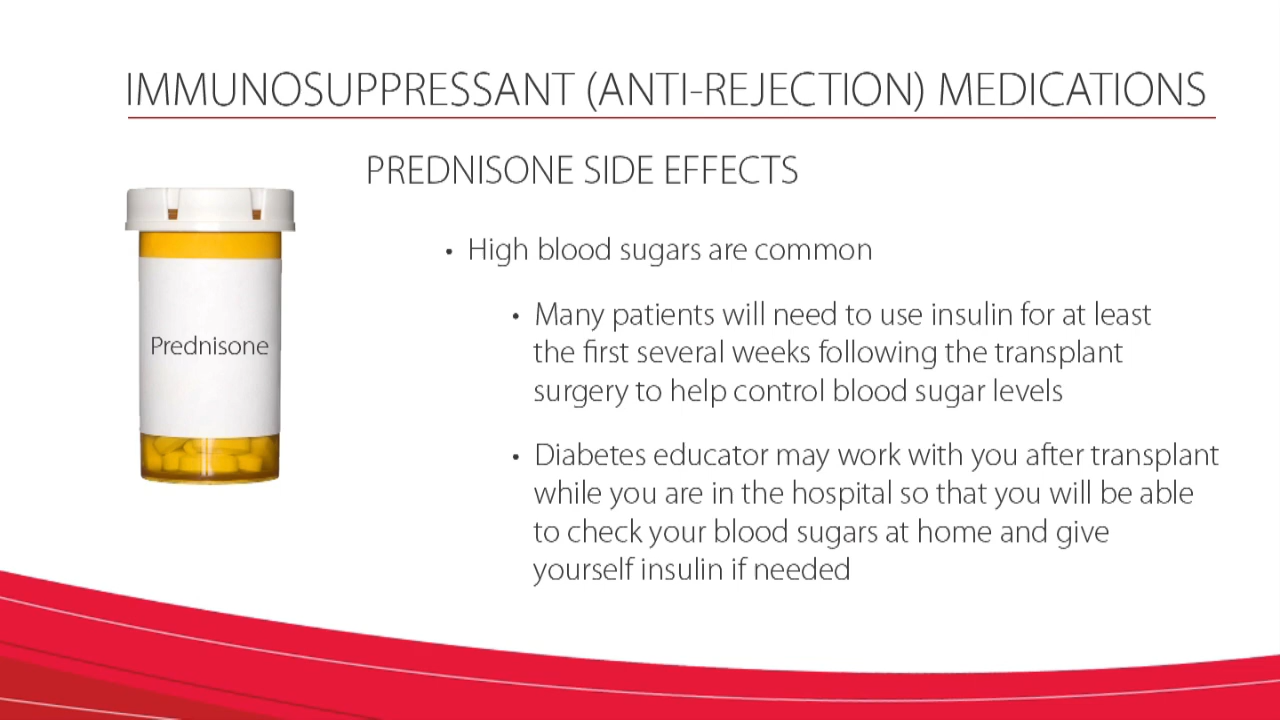 IMMUNOSUPPRESSANT (ANTI-REJECTION) MEDICATIONS
PREDNISONE SIDE EFFECTS
• High blood sugars are common
• Many patients will need to use insulin for at least
the first several weeks following the transplant
surgery to help control blood sugar levels
• Diabetes educator may work with you after transplant
while you are in the hospital so that you will be able
to check your blood sugars at home and give
yourself insulin if needed
Prednisone